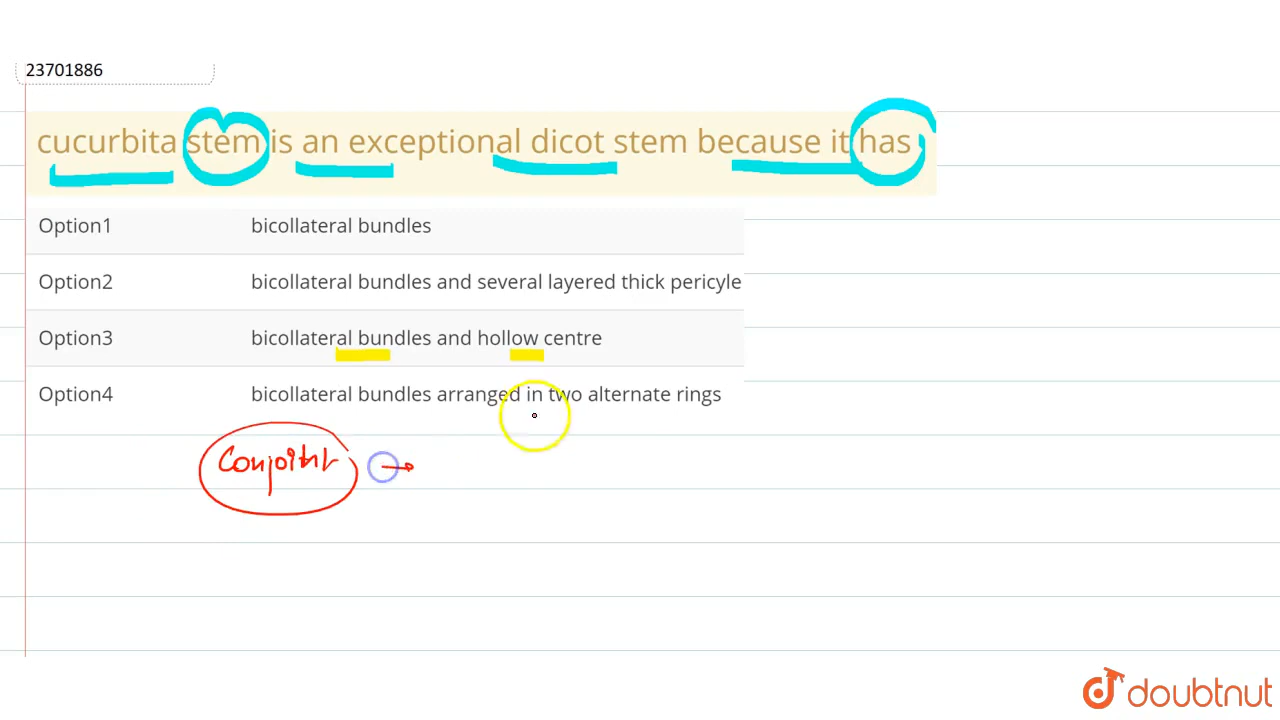 23701886
cucurbita stem is an exceptional dicot stem because it has
Option1 bicollateral bundles
Option2 bicollateral bundles and several layered thick pericyle
Option3 bicollateral bundles and hollow centre
Option4 bicollateral bundles arranged in two alternate rings
Conjoint
doubtnut